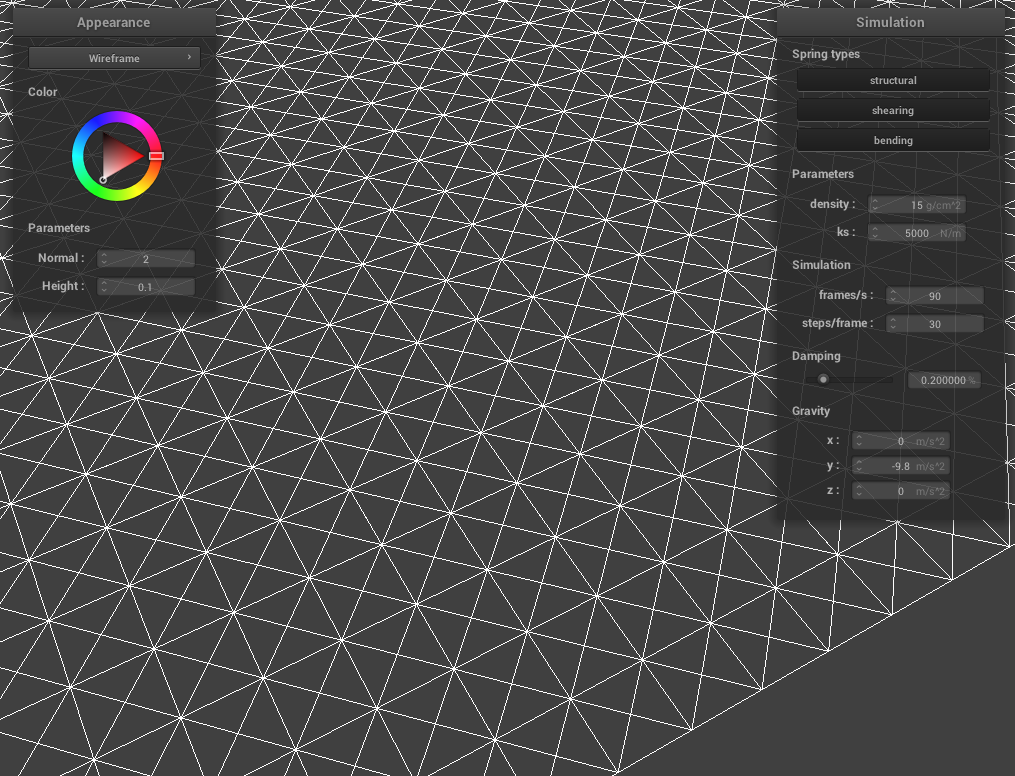 Appearance
Wireframe ›
Color
Parameters
Normal : 2
Height : 0.1
Simulation
Spring types
structural
shearing
bending
Parameters
density : 15 g/cm^2
ks : 5000 N/m
Simulation
frames/s : 90
steps/frame : 30
Damping
0.200000 %
Gravity
x : 0 m/s^2
y : -9.8 m/s^2
z : 0 m/s^2